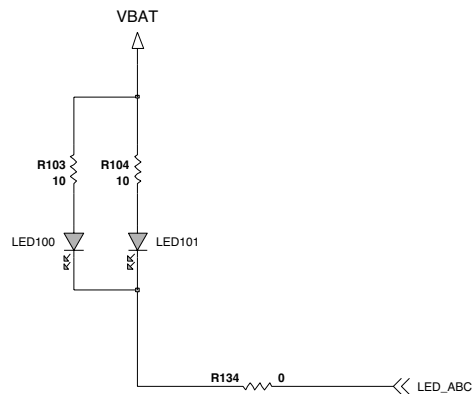 VBAT
R103 R104
10 10
LED100 LED101
R134 0
LED_ABC